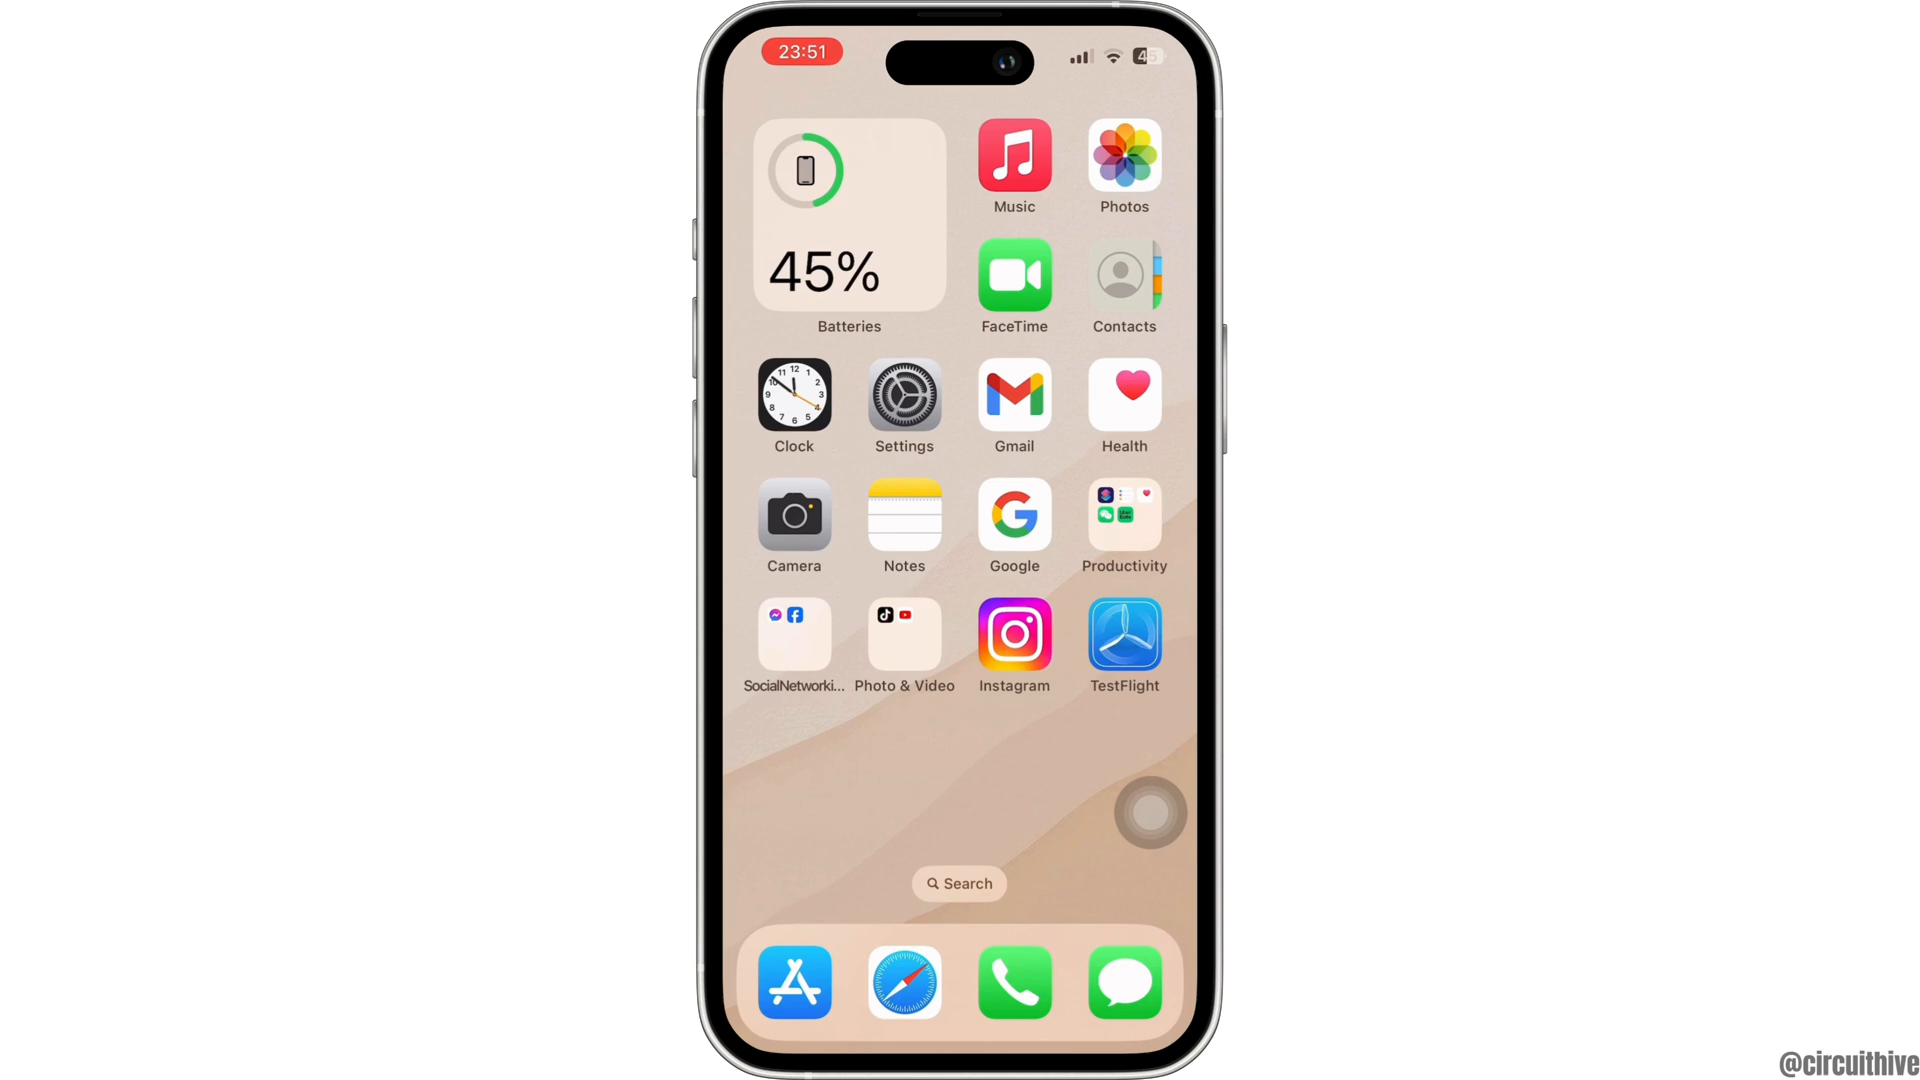 23:51
45
45%
Batteries
Music
Photos
FaceTime
Contacts
Clock
Settings
Gmail
Health
Camera
Notes
Google
Productivity
SocialNetworki...
Photo & Video
Instagram
TestFlight
Search
@circuithive